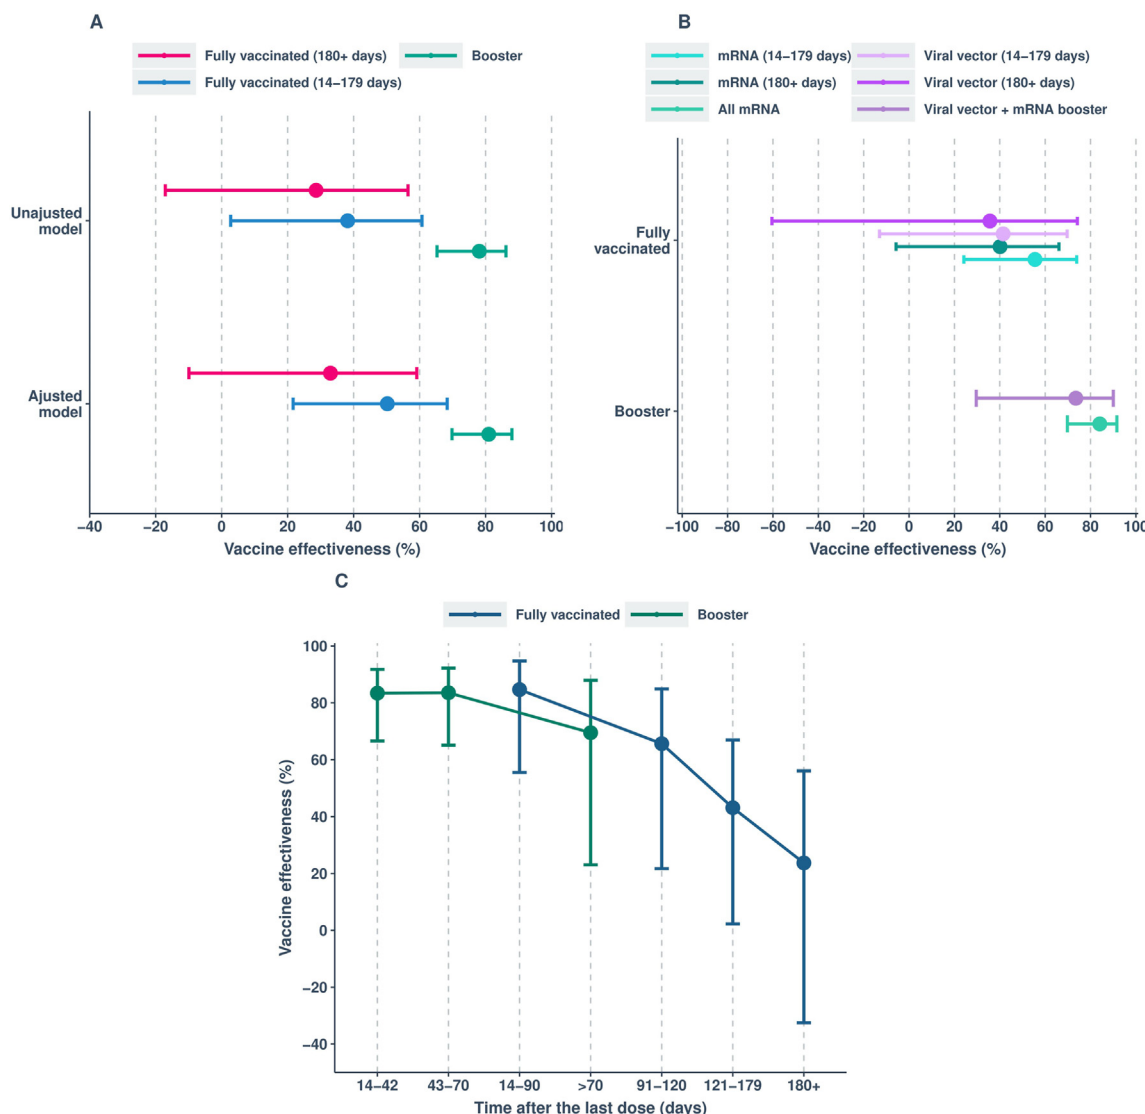 A
Fully vaccinated (180+ days)
Booster
Fully vaccinated (14–179 days)
Unajusted
model
Ajusted
model
−40 −20 0 20 40 60 80 100
Vaccine effectiveness (%)
B
mRNA (14–179 days)
Viral vector (14–179 days)
mRNA (180+ days)
Viral vector (180+ days)
All mRNA
Viral vector + mRNA booster
Fully
vaccinated
Booster
−100 −80 −60 −40 −20 0 20 40 60 80 100
Vaccine effectiveness (%)
C
Fully vaccinated
Booster
100
80
60
40
20
0
−20
−40
Vaccine effectiveness (%)
14–42 43–70 14–90 >70 91–120 121–179 180+
Time after the last dose (days)